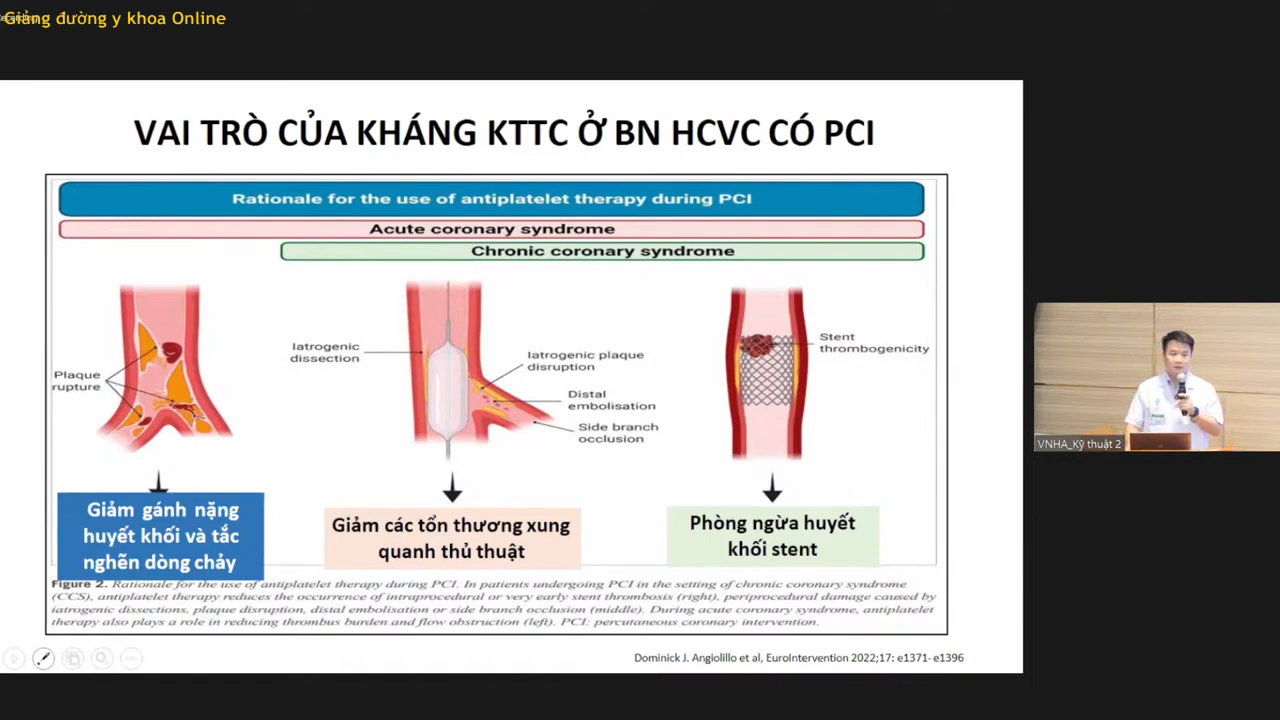 Recording
Giảng đường y khoa Online
VAI TRÒ CỦA KHÁNG KTTC Ở BN HCVC CÓ PCI
Rationale for the use of antiplatelet therapy during PCI
Acute coronary syndrome
Chronic coronary syndrome
Plaque
rupture
Iatrogenic
dissection
Iatrogenic plaque
disruption
Distal
embolisation
Side branch
occlusion
Stent
thrombogenicity
Giảm gánh nặng
huyết khối và tắc
nghẽn dòng chảy
Giảm các tổn thương xung
quanh thủ thuật
Phòng ngừa huyết
khối stent
Figure 2. Rationale for the use of antiplatelet therapy during PCI. In patients undergoing PCI in the setting of chronic coronary syndrome
(CCS), antiplatelet therapy reduces the occurrence of intraprocedural or very early stent thrombosis (right), periprocedural damage caused by
iatrogenic dissections, plaque disruption, distal embolisation or side branch occlusion (middle). During acute coronary syndrome, antiplatelet
therapy also plays a role in reducing thrombus burden and flow obstruction (left). PCI: percutaneous coronary intervention.
Dominick J. Angiolillo et al, EuroIntervention 2022;17: e1371- e1396
VNHA_Kỹ thuật 2